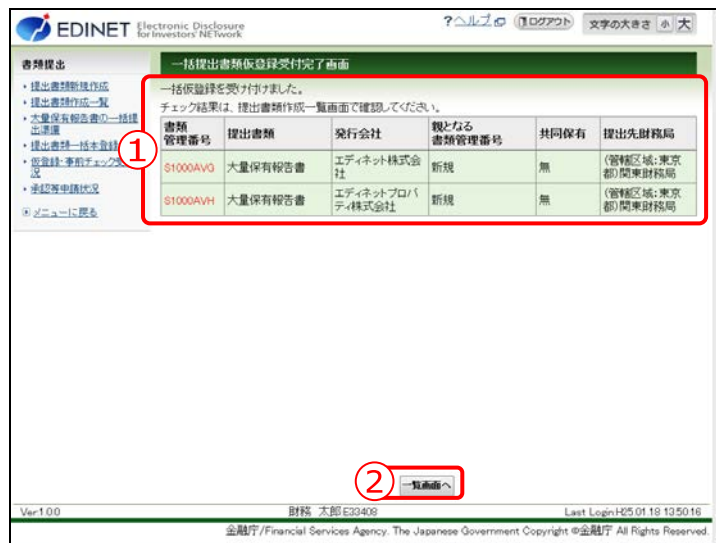 EDINET Electronic Disclosure
for Investors' NETwork
?ヘルプ ログアウト 文字の大きさ 小 大
書類提出
・提出書類新規作成
・提出書類作成一覧
・大量保有報告書の一括提
出準備
・提出書類一括本登録
・仮登録・事前チェック
況
・承認等申請状況
メニューに戻る
一括提出書類仮登録受付完了画面
①
一括仮登録を受け付けました。
チェック結果は、提出書類作成一覧画面で確認してください。
書類
管理番号 提出書類 発行会社 親となる
書類管理番号 共同保有 提出先財務局
S1000AVG 大量保有報告書 エディネット株式会
社 新規 無 (管轄区域:東京
都)関東財務局
S1000AVH 大量保有報告書 エディネットプロパ
ティ株式会社 新規 無 (管轄区域:東京
都)関東財務局
② 一覧画面へ
Ver1.0.0 財務 太郎 E33408 Last Login:H25.01.18 13:50:16
金融庁/Financial Services Agency. The Japanese Government Copyright ©金融庁 All Rights Reserved.